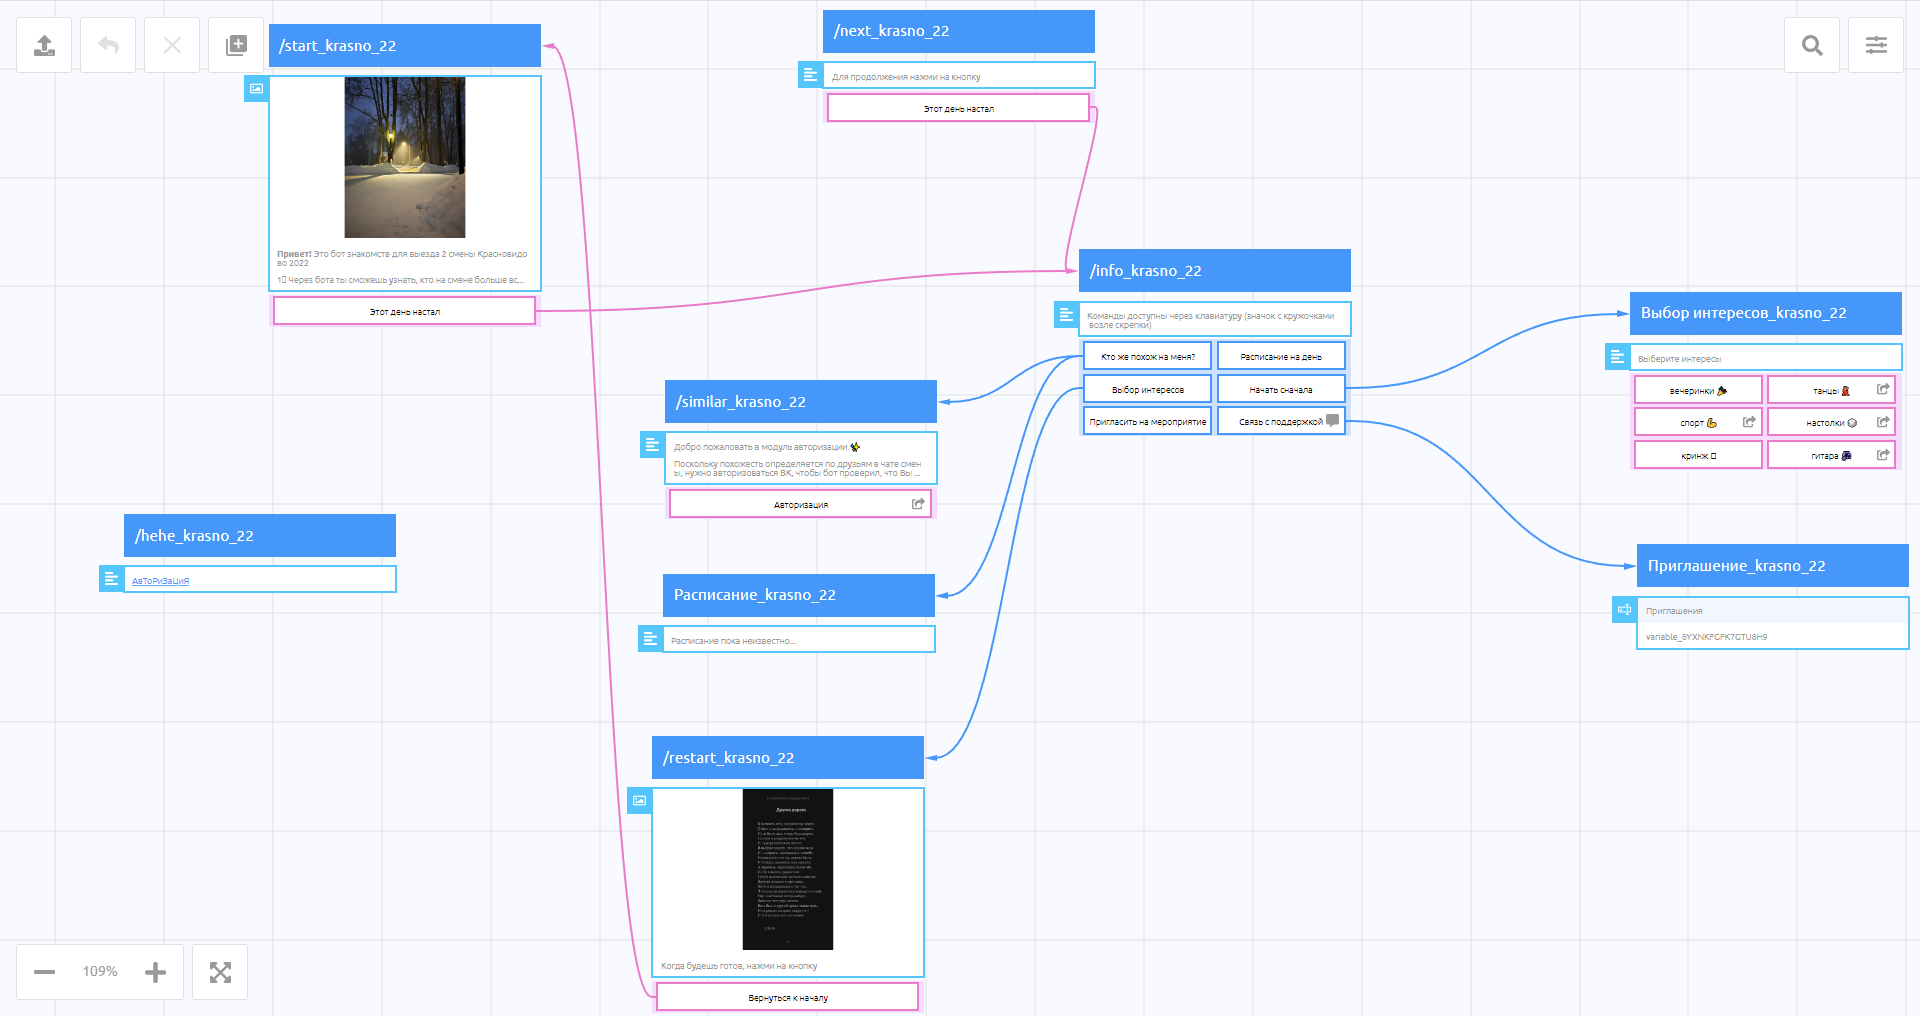 /start_krasno_22
Привет! Это бот знакомств для выезда 2 смены Красновидо
во 2022
Через бота ты сможешь узнать, кто на смене больше вс...
Этот день настал
/next_krasno_22
Для продолжения нажми на кнопку
Этот день настал
/info_krasno_22
Команды доступны через клавиатуру (значок с кружочками
возле скрепки)
Кто же похож на меня?
Расписание на день
Выбор интересов
Начать сначала
Пригласить на мероприятие
Связь с поддержкой
Выбор интересов_krasno_22
Выберите интересы
вечеринки 🎉
танцы 💃
спорт 💪
настолки 🎲
кринж
гитара 🎸
/similar_krasno_22
Добро пожаловать в модуль авторизации ✨
Поскольку похожесть определяется по друзьям в чате смен
ы, нужно авторизоваться ВК, чтобы бот проверил, что Вы ...
Авторизация
/hehe_krasno_22
АвТоРиЗаЦиЯ
Расписание_krasno_22
Расписание пока неизвестно...
Приглашение_krasno_22
Приглашения
variable_8YXNKFGFK7GTU8H9
/restart_krasno_22
Другая дорога
Когда будешь готов, нажми на кнопку
Вернуться к началу
109%